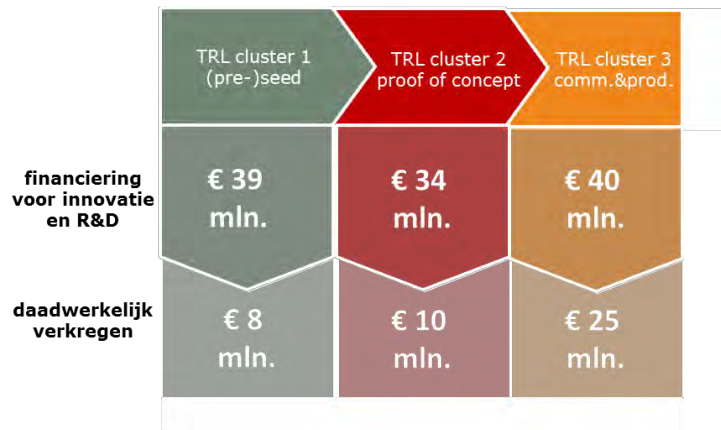 TRL cluster 1
(pre-)seed
TRL cluster 2
proof of concept
TRL cluster 3
comm.&prod.
financiering
voor innovatie
en R&D
€ 39
mln.
€ 34
mln.
€ 40
mln.
daadwerkelijk
verkregen
€ 8
mln.
€ 10
mln.
€ 25
mln.